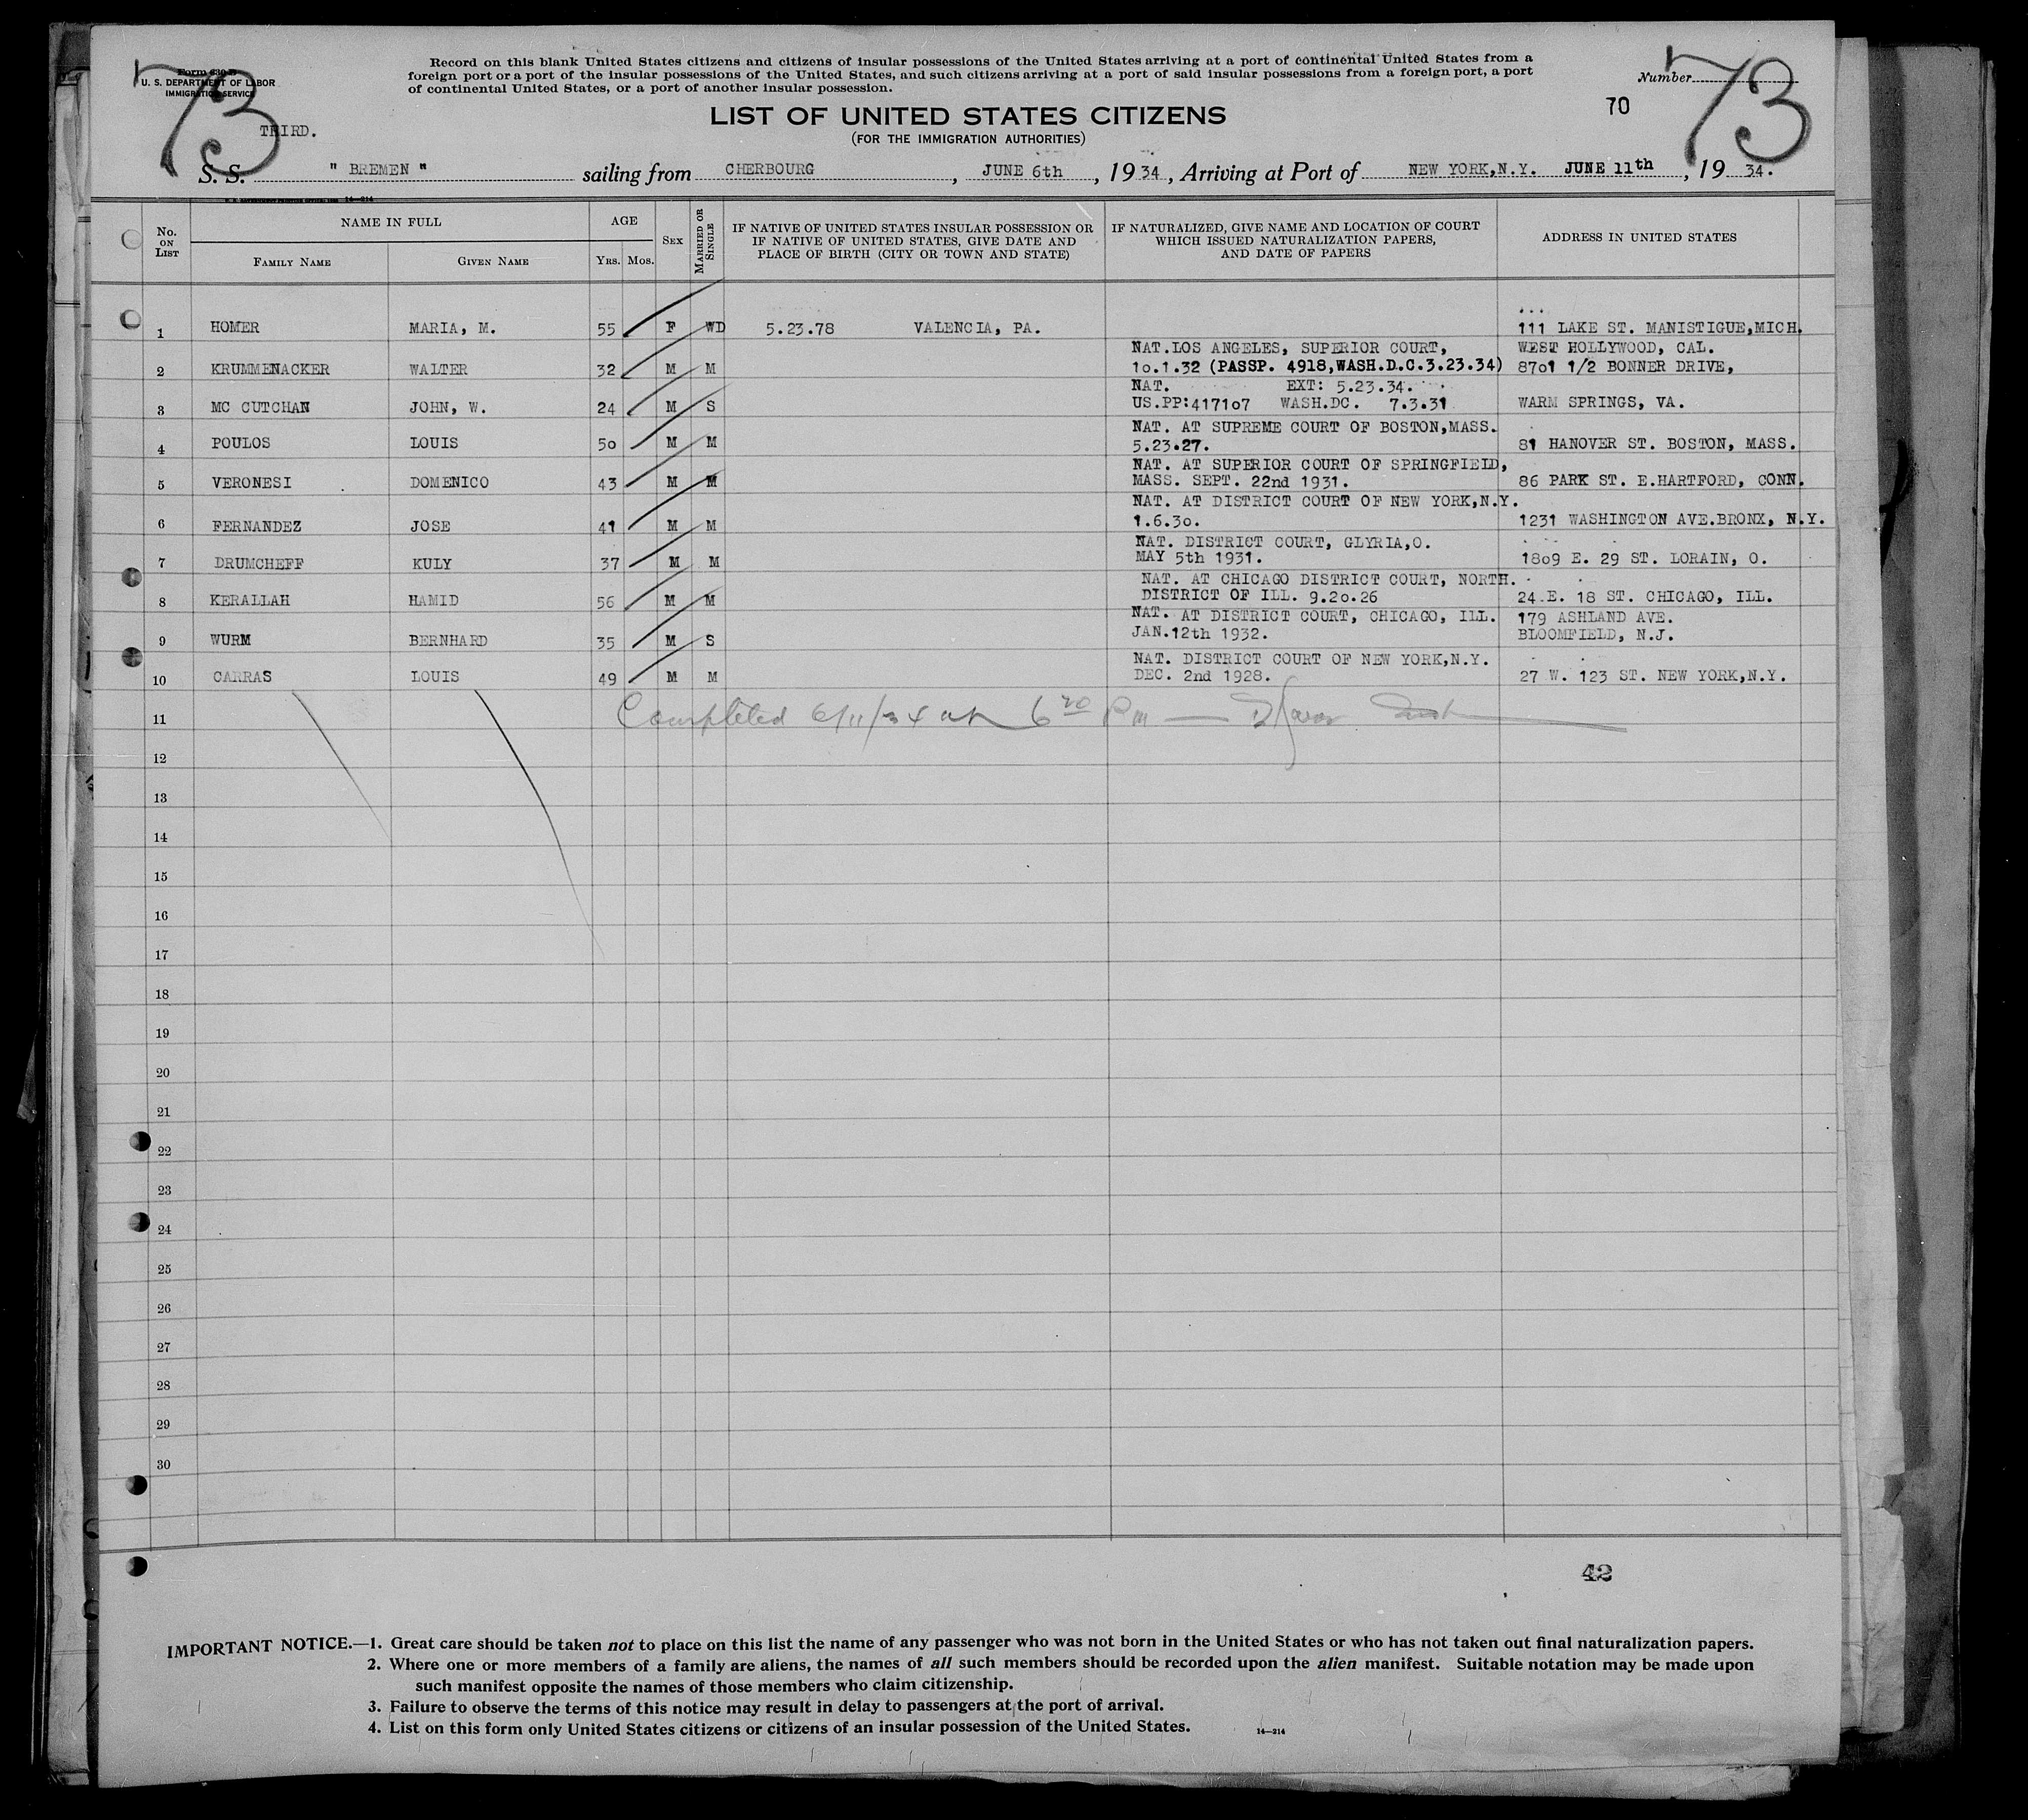 73
Form 630-B
U. S. DEPARTMENT OF LABOR
IMMIGRATION SERVICE
THIRD.
Record on this blank United States citizens and citizens of insular possessions of the United States arriving at a port of continental United States from a
foreign port or a port of the insular possessions of the United States, and such citizens arriving at a port of said insular possessions from a foreign port, a port
of continental United States, or a port of another insular possession.
Number 73
70
LIST OF UNITED STATES CITIZENS
(FOR THE IMMIGRATION AUTHORITIES)
S. S. " BREMEN " sailing from CHERBOURG, JUNE 6th, 1934, Arriving at Port of NEW YORK,N.Y. JUNE 11th, 19 34.
14—214
No. ON LIST
NAME IN FULL
FAMILY NAME
GIVEN NAME
AGE
YRS. MOS.
SEX
MARRIED OR SINGLE
IF NATIVE OF UNITED STATES INSULAR POSSESSION OR
IF NATIVE OF UNITED STATES, GIVE DATE AND
PLACE OF BIRTH (CITY OR TOWN AND STATE)
IF NATURALIZED, GIVE NAME AND LOCATION OF COURT
WHICH ISSUED NATURALIZATION PAPERS,
AND DATE OF PAPERS
ADDRESS IN UNITED STATES
1 HOMER MARIA, M. 55 F WD 5.23.78 VALENCIA, PA. 111 LAKE ST. MANISTIGUE,MICH.
NAT.LOS ANGELES, SUPERIOR COURT, WEST HOLLYWOOD, CAL.
2 KRUMMENACKER WALTER 32 M M 1o.1.32 (PASSP. 4918,WASH.D.C.3.23.34) 87o1 1/2 BONNER DRIVE,
NAT. EXT: 5.23.34.
3 MC CUTCHAN JOHN, W. 24 M S US.PP:4171o7 WASH.DC. 7.3.31 WARM SPRINGS, VA.
NAT. AT SUPREME COURT OF BOSTON,MASS.
4 POULOS LOUIS 5o M M 5.23.27. 81 HANOVER ST. BOSTON, MASS.
NAT. AT SUPERIOR COURT OF SPRINGFIELD,
5 VERONESI DOMENICO 43 M M MASS. SEPT. 22nd 1931. 86 PARK ST. E.HARTFORD, CONN.
NAT. AT DISTRICT COURT OF NEW YORK,N.Y.
6 FERNANDEZ JOSE 41 M M 1.6.3o. 1231 WASHINGTON AVE.BRONX, N.Y.
NAT. DISTRICT COURT, GLYRIA,O.
7 DRUMCHEFF KULY 37 M M MAY 5th 1931. 18o9 E. 29 ST. LORAIN, O.
NAT. AT CHICAGO DISTRICT COURT, NORTH.
8 KERALLAH HAMID 56 M M DISTRICT OF ILL. 9.2o.26 24 E. 18 ST. CHICAGO, ILL.
NAT. AT DISTRICT COURT, CHICAGO, ILL. 179 ASHLAND AVE.
9 WURM BERNHARD 35 M S JAN.12th 1932. BLOOMFIELD, N.J.
NAT. DISTRICT COURT OF NEW YORK,N.Y.
10 CARRAS LOUIS 49 M M DEC. 2nd 1928. 27 W. 123 ST. NEW YORK,N.Y.
11 Completed 6/11/34 at 6 Pm
12
13
14
15
16
17
18
19
20
21
22
23
24
25
26
27
28
29
30
42
IMPORTANT NOTICE.—1. Great care should be taken not to place on this list the name of any passenger who was not born in the United States or who has not taken out final naturalization papers.
2. Where one or more members of a family are aliens, the names of all such members should be recorded upon the alien manifest. Suitable notation may be made upon
such manifest opposite the names of those members who claim citizenship.
3. Failure to observe the terms of this notice may result in delay to passengers at the port of arrival.
4. List on this form only United States citizens or citizens of an insular possession of the United States.
14—214